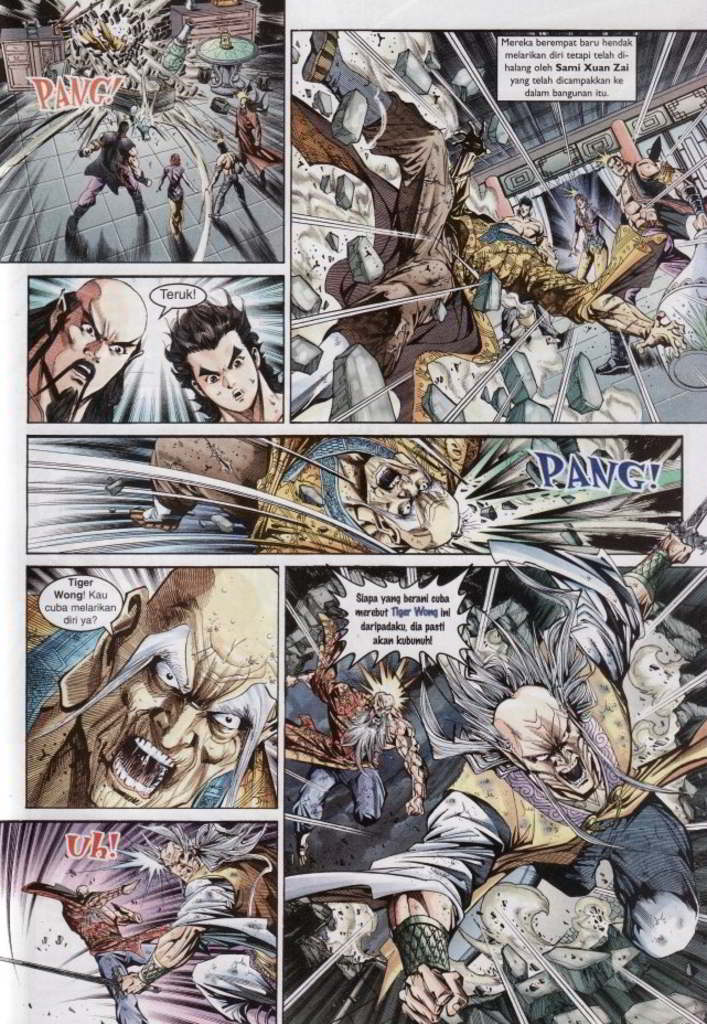 PANG!
Mereka berempat baru hendak
melarikan diri tetapi telah di-
halang oleh Sami Xuan Zai
yang telah dicampakkan ke
dalam bangunan itu.
Teruk!
PANG!
Tiger
Wong! Kau
cuba melarikan
diri ya?
Siapa yang berani cuba
merebut Tiger Wong ini
daripadaku, dia pasti
akan kubunuh!
Uh!